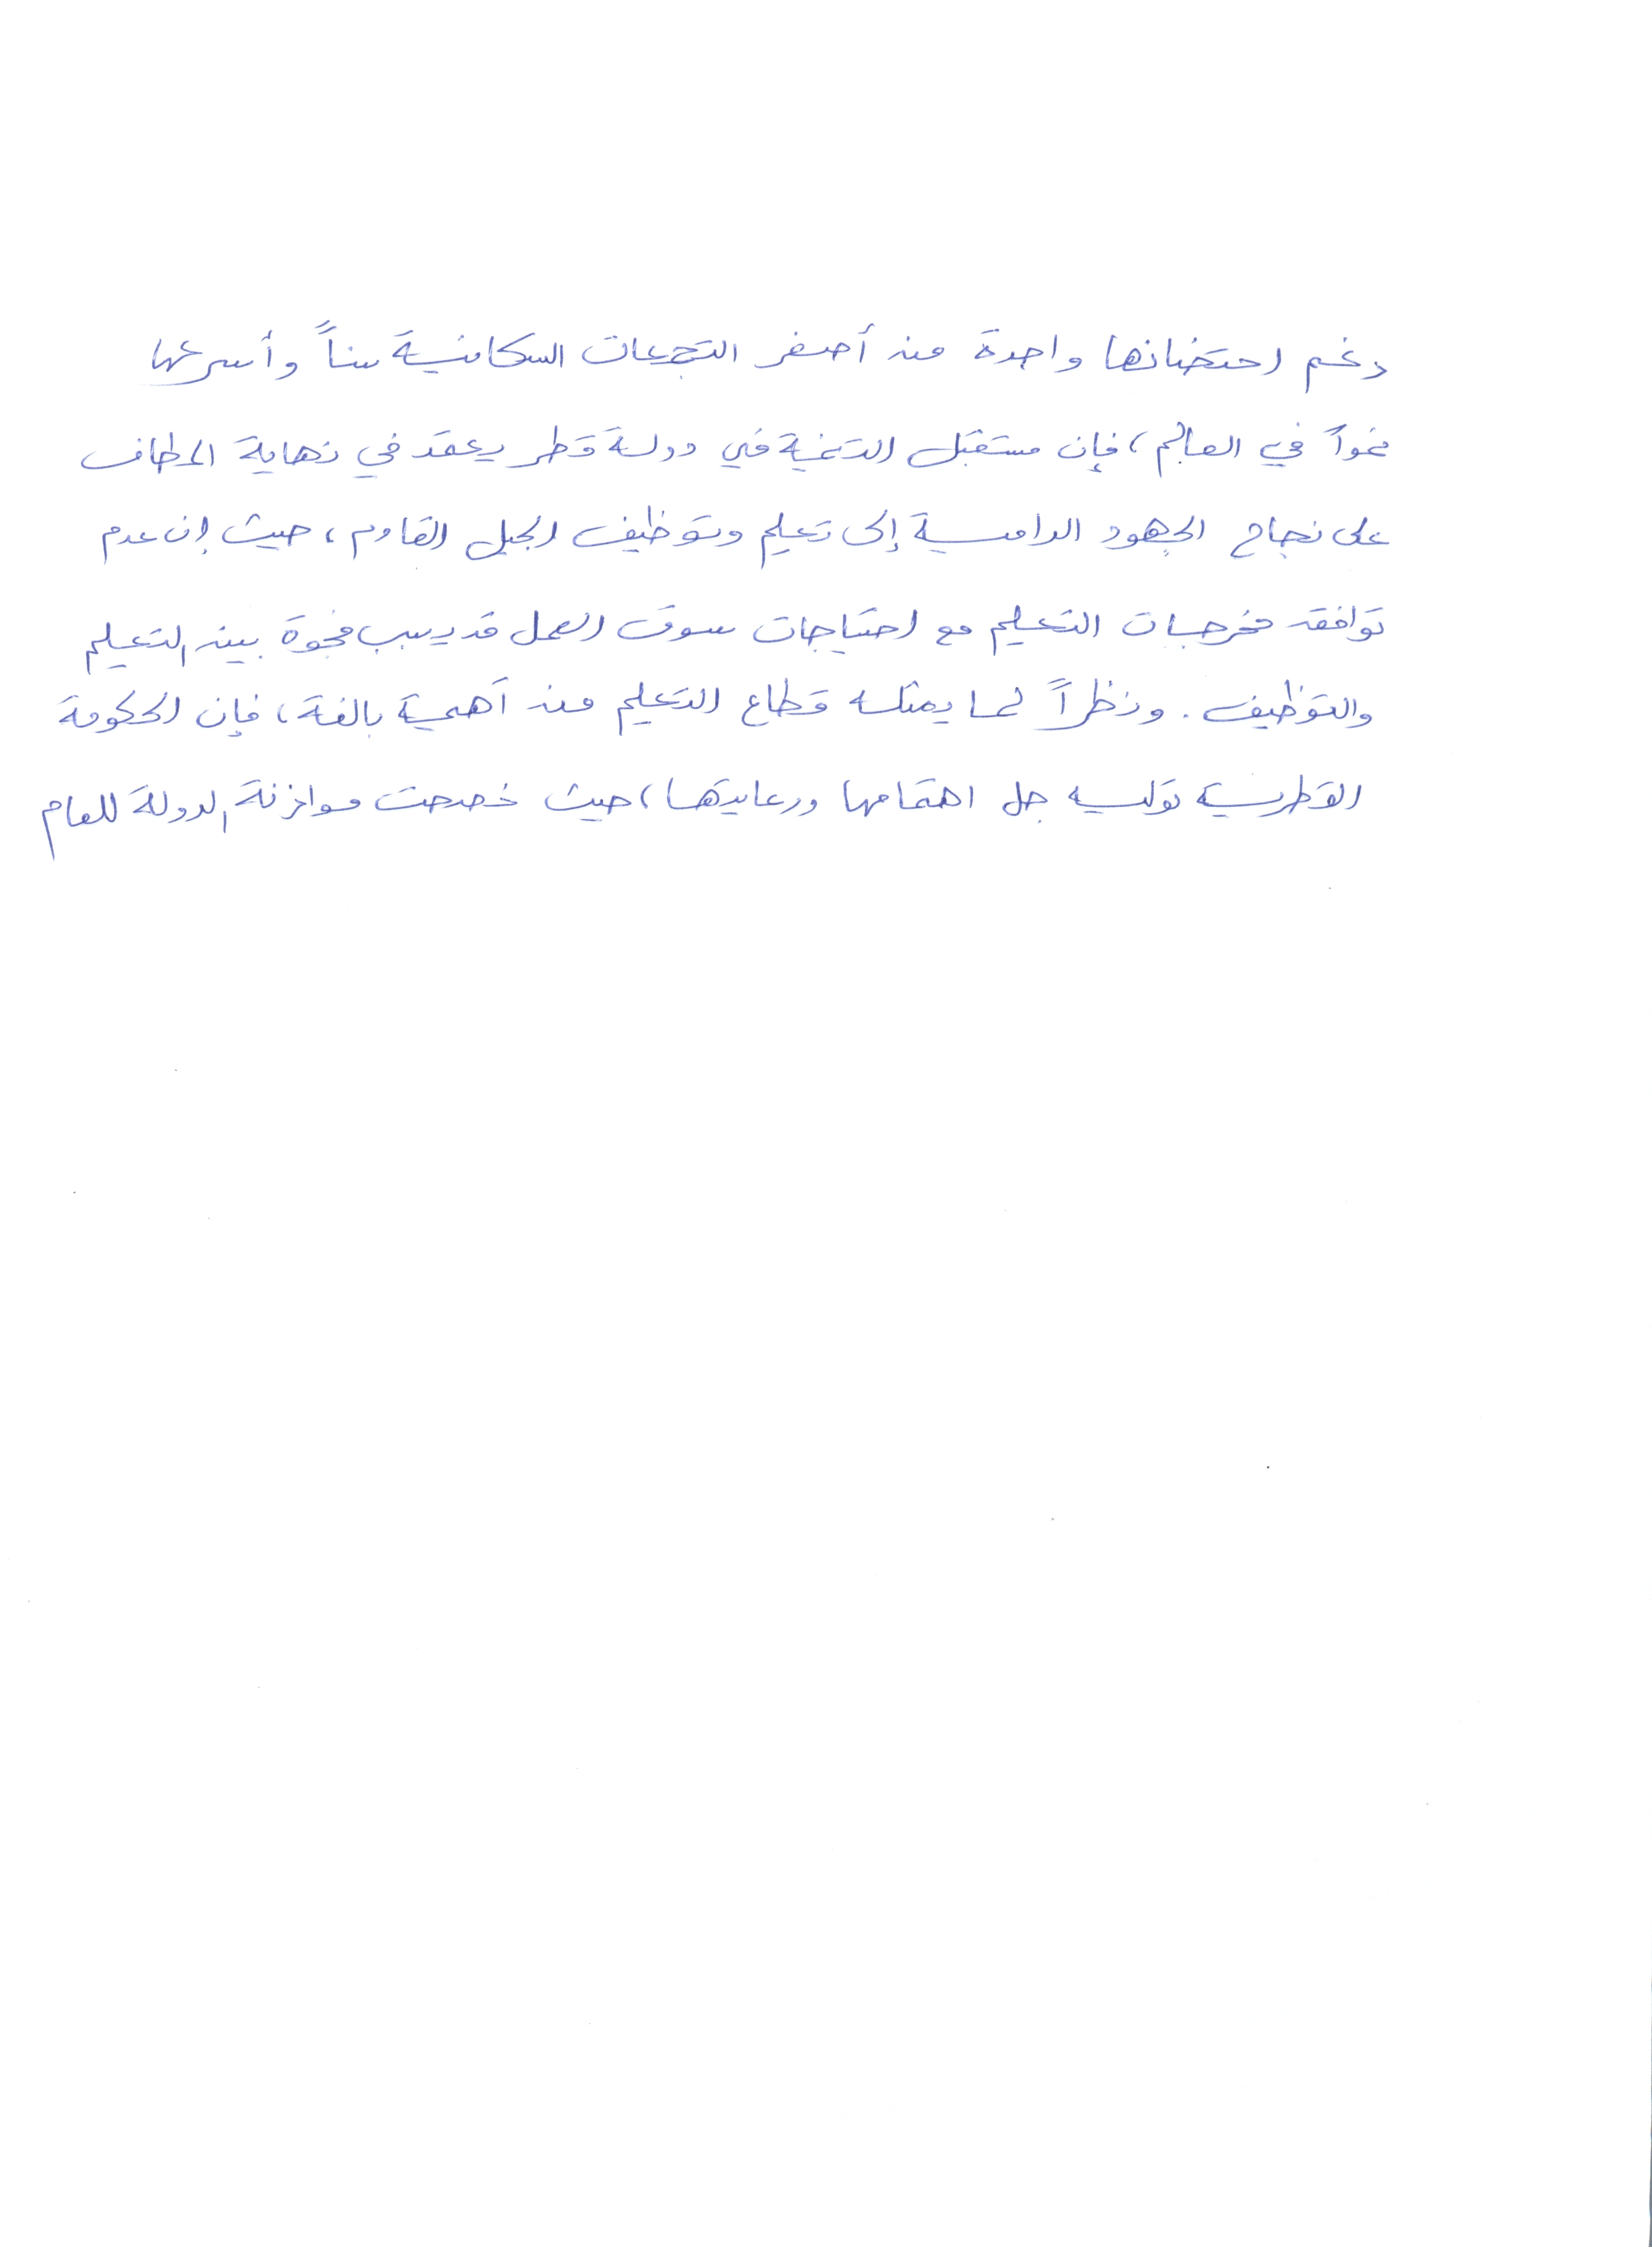 رغم احتضانها واحدة من أصغر التجمعات السكانية سناً وأسرعها
نمواً في العالم، فإن مستقبل التنمية في دولة قطر يعتمد في نهاية المطاف
على نجاح الجهود الرامية إلى تعليم وتوظيف الجيل القادم، حيث إن عدم
توافق مخرجات التعليم مع احتياجات سوق العمل قد يسبب فجوة بين التعليم
والتوظيف. ونظراً لما يمثله قطاع التعليم من أهمية بالغة، فإن الحكومة
القطرية توليه جل اهتمامها ورعايتها، حيث خصصت موازنة الدولة للعام